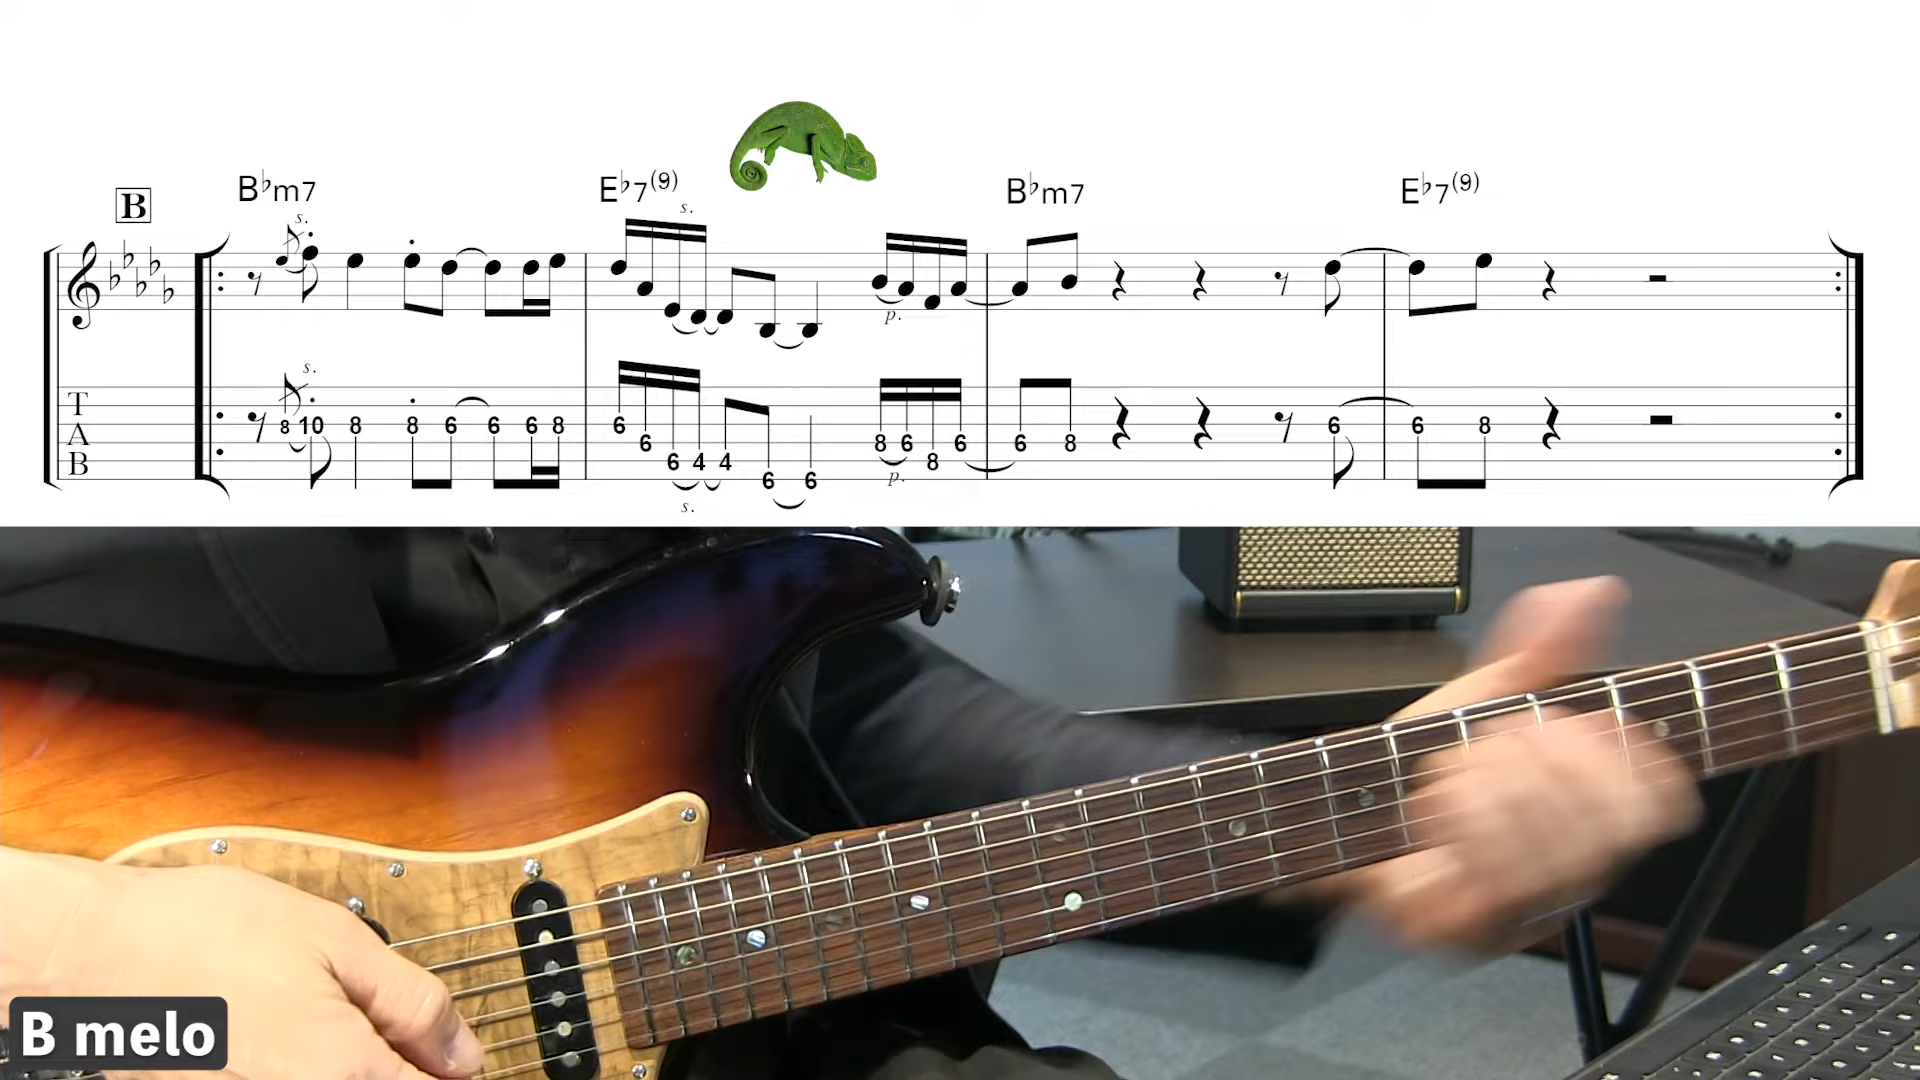 B
B♭m7
E♭7(9)
B♭m7
E♭7(9)
s.
s.
p.
s.
T
A
B
8 10 8 8 6 6 6 8
6 6 6 4 4 6 6 8 6 8 6
6 8 6
6 8
s.
p.
B melo